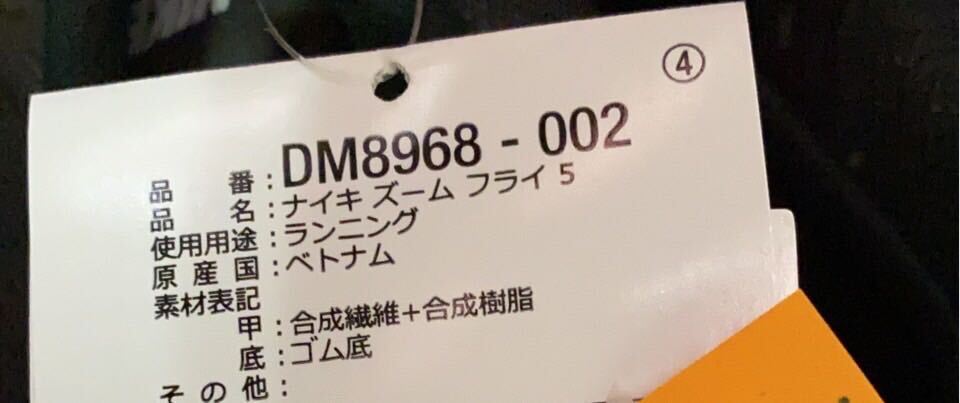 ④
品番:DM8968-002
品名:ナイキ ズーム フライ 5
使用用途:ランニング
原産国:ベトナム
素材表記
甲:合成繊維+合成樹脂
底:ゴム底
その他: